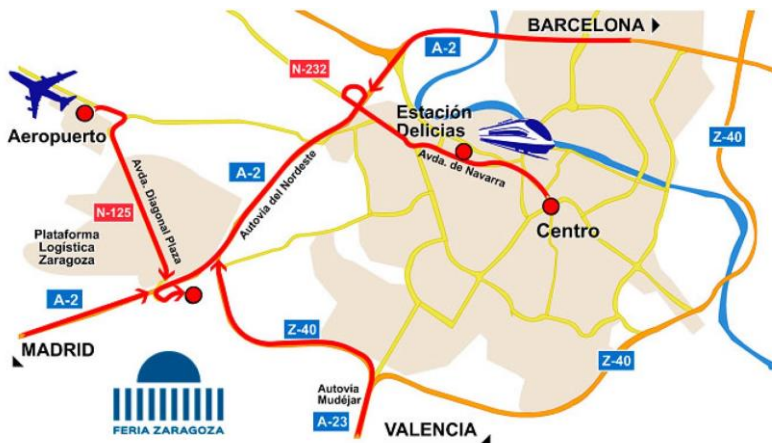 BARCELONA
A-2
N-232
Estación
Delicias
Aeropuerto
Z-40
A-2
Avda. de Navarra
Avda. Diagonal Plaza
Autovía del Nordeste
N-125
Centro
Plataforma
Logística
Zaragoza
A-2
MADRID
Z-40
Z-40
Autovía
Mudéjar
A-23
VALENCIA
FERIA ZARAGOZA